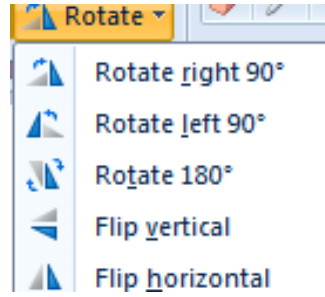 Rotate
Rotate right 90°
Rotate left 90°
Rotate 180°
Flip vertical
Flip horizontal